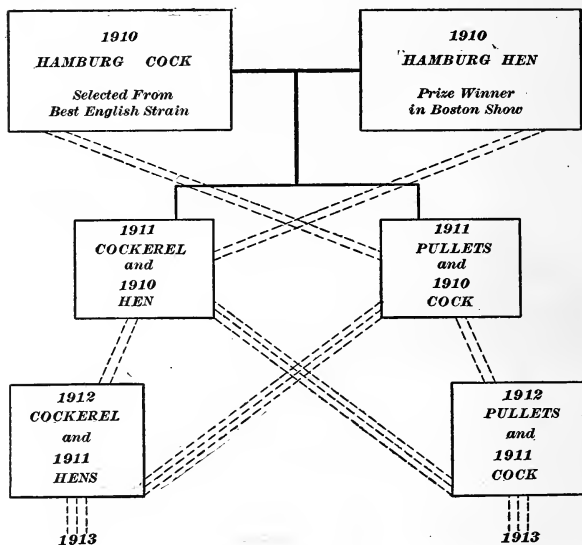 1910
HAMBURG COCK
Selected From
Best English Strain
1910
HAMBURG HEN
Prize Winner
in Boston Show
1911
COCKEREL
and
1910
HEN
1911
PULLETS
and
1910
COCK
1912
COCKEREL
and
1911
HENS
1912
PULLETS
and
1911
COCK
1913
1913